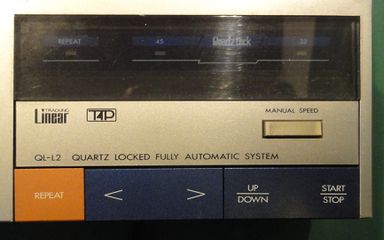 REPEAT 45 Quartz Lock 33
TRACKING
Linear T4P
MANUAL SPEED
QL-L2 QUARTZ LOCKED FULLY AUTOMATIC SYSTEM
REPEAT < > UP START
DOWN STOP